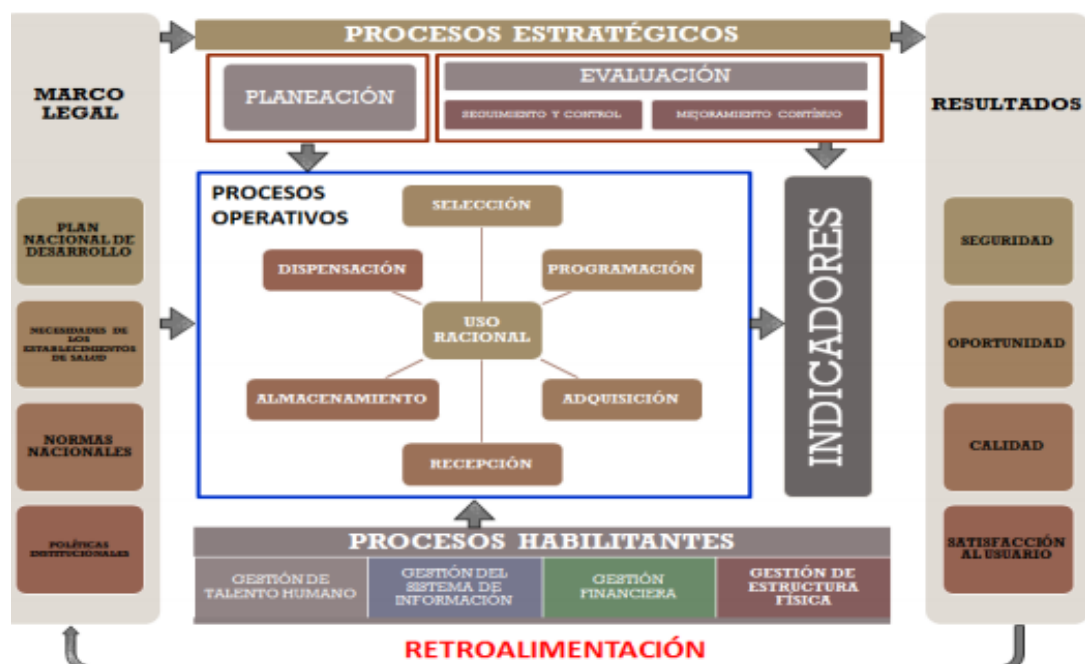 PROCESOS ESTRATÉGICOS
MARCO
LEGAL
PLAN
NACIONAL DE
DESARROLLO
NECESIDADES DE
LOS
ESTABLECIMIENTOS
DE SALUD
NORMAS
NACIONALES
POLÍTICAS
INSTITUCIONALES
PLANEACIÓN
EVALUACIÓN
SEGUIMIENTO Y CONTROL
MEJORAMIENTO CONTÍNUO
PROCESOS
OPERATIVOS
SELECCIÓN
DISPENSACIÓN
PROGRAMACIÓN
USO
RACIONAL
ALMACENAMIENTO
ADQUISICIÓN
RECEPCIÓN
INDICADORES
RESULTADOS
SEGURIDAD
OPORTUNIDAD
CALIDAD
SATISFACCIÓN
AL USUARIO
PROCESOS HABILITANTES
GESTIÓN DE
TALENTO HUMANO
GESTIÓN DEL
SISTEMA DE
INFORMACIÓN
GESTIÓN
FINANCIERA
GESTIÓN DE
ESTRUCTURA
FÍSICA
RETROALIMENTACIÓN